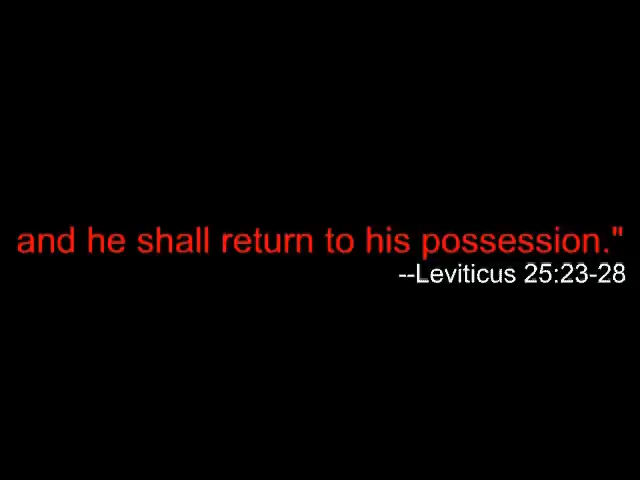 and he shall return to his possession."
--Leviticus 25:23-28